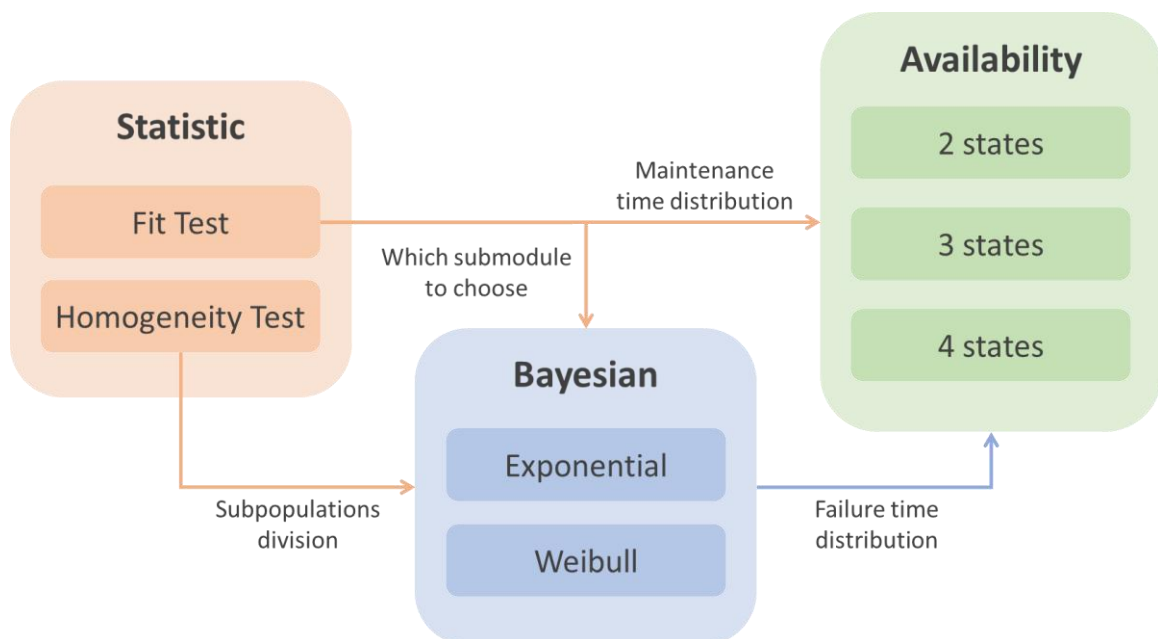 Statistic
Fit Test
Homogeneity Test
Maintenance
time distribution
Which submodule
to choose
Subpopulations
division
Bayesian
Exponential
Weibull
Failure time
distribution
Availability
2 states
3 states
4 states